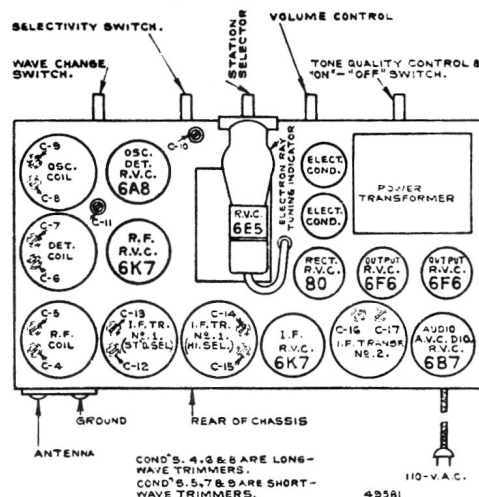 SELECTIVITY SWITCH.
VOLUME CONTROL
WAVE CHANGE
SWITCH.
STATION
SELECTOR
TONE QUALITY CONTROL &
"ON"-"OFF" SWITCH.
C-9
OSC.
COIL
C-8
OSC.
DET.
R.V.C.
6A8
C-10
ELECTRON RAY
TUNING INDICATOR
ELECT.
COND.
POWER
TRANSFORMER
C-11
R.V.C.
6E5
ELECT.
COND.
C-7
DET.
COIL
C-6
R.F.
R.V.C.
6K7
RECT.
R.V.C.
80
OUTPUT
R.V.C.
6F6
OUTPUT
R.V.C.
6F6
C-5
R.F.
COIL
C-4
C-13
I.F. TR.
NO. 1.
(ST'D. SEL.)
C-12
C-14
I.F. TR.
NO. 1.
(HI. SEL.)
C-15
I.F.
R.V.C.
6K7
C-16 C-17
I.F. TRANSF.
NO. 2.
AUDIO
A.V.C. DIO.
R.V.C.
6B7
GROUND
REAR OF CHASSIS
ANTENNA
COND'S. 4, 6 & 8 ARE LONG-
WAVE TRIMMERS.
COND'S. 5, 7 & 9 ARE SHORT-
WAVE TRIMMERS.
110-V.A.C.
49581